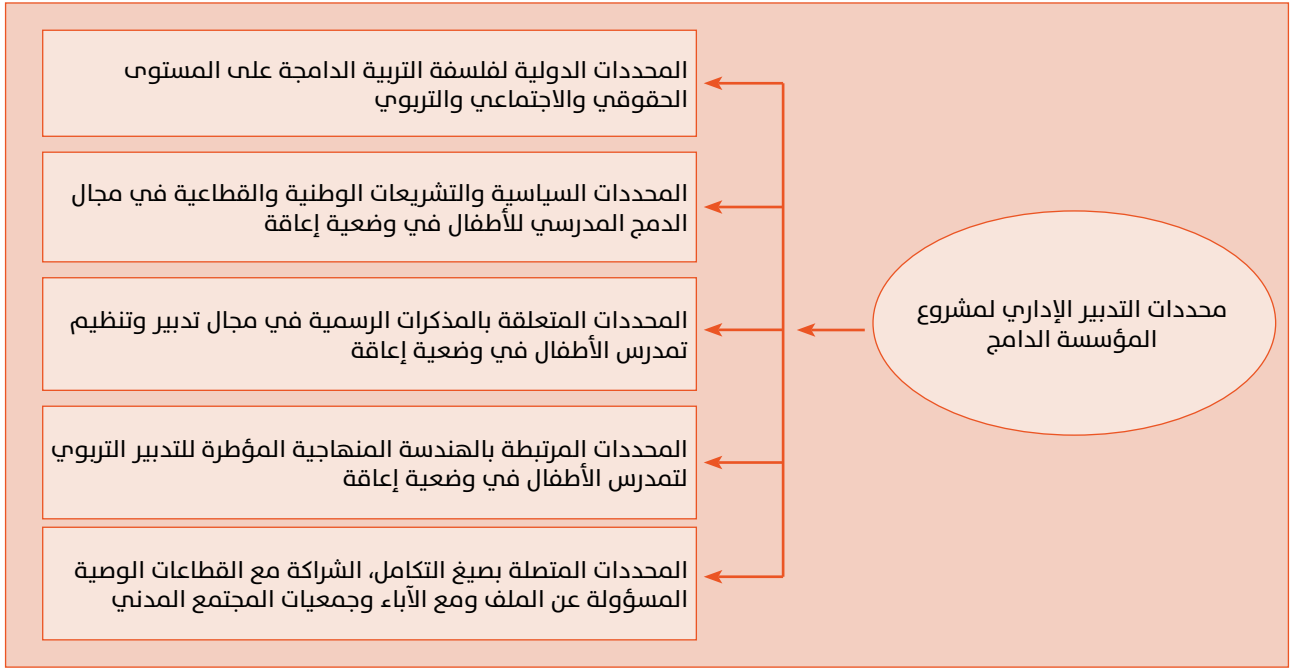 محددات التدبير الإداري لمشروع
المؤسسة الدامج
المحددات الدولية لفلسفة التربية الدامجة على المستوى
الحقوقي والاجتماعي والتربوي
المحددات السياسية والتشريعات الوطنية والقطاعية في مجال
الدمج المدرسي للأطفال في وضعية إعاقة
المحددات المتعلقة بالمذكرات الرسمية في مجال تدبير وتنظيم
تمدرس الأطفال في وضعية إعاقة
المحددات المرتبطة بالهندسة المنهاجية المؤطرة للتدبير التربوي
لتمدرس الأطفال في وضعية إعاقة
المحددات المتصلة بصيغ التكامل، الشراكة مع القطاعات الوصية
المسؤولة عن الملف ومع الآباء وجمعيات المجتمع المدني